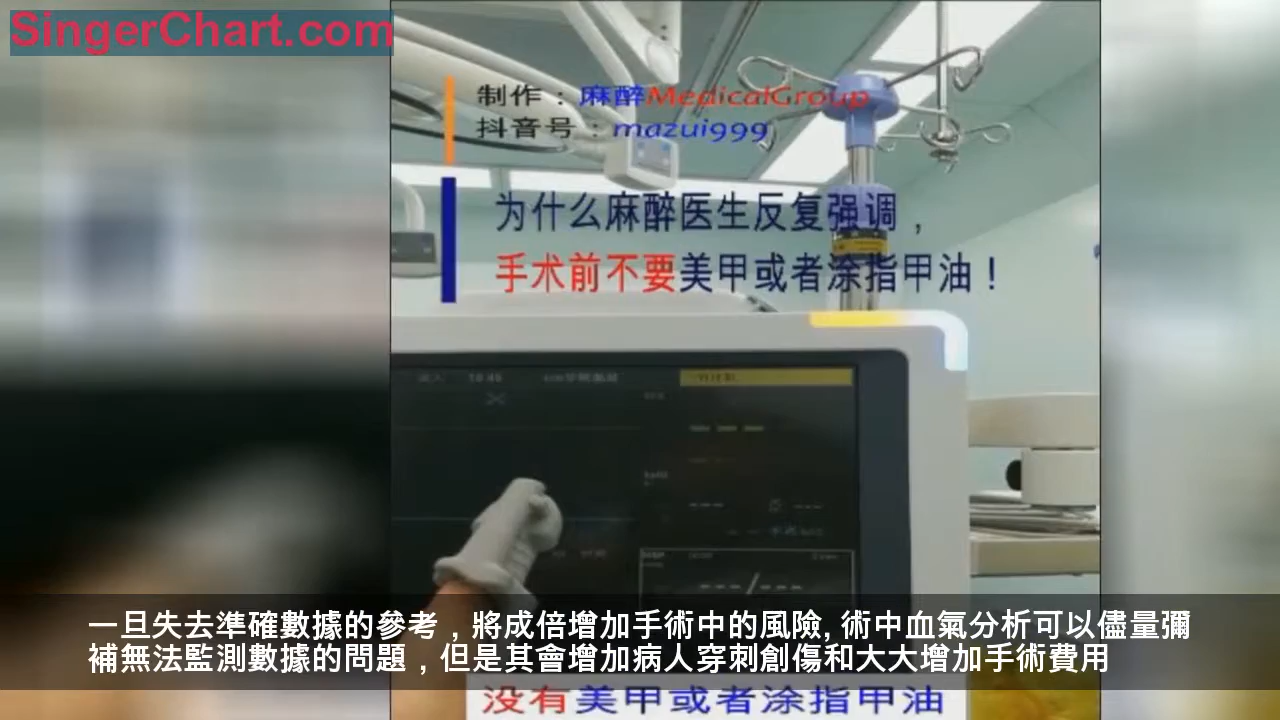 SingerChart.com
制作：麻醉MedicalGroup
抖音号：mazui999
为什么麻醉医生反复强调，
手术前不要美甲或者涂指甲油！
一旦失去準確數據的參考，將成倍增加手術中的風險, 術中血氣分析可以儘量彌
補無法監測數據的問題，但是其會增加病人穿刺創傷和大大增加手術費用
没有美甲或者涂指甲油